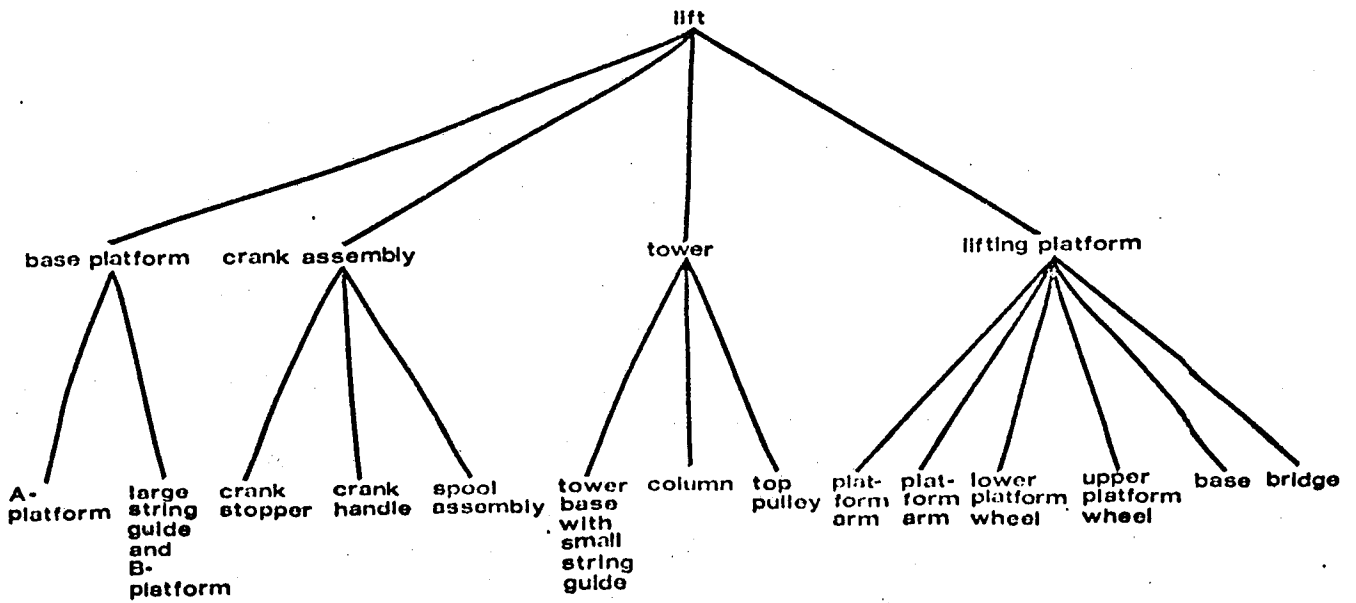 lift
base platform
crank assembly
tower
lifting platform
A-
platform
large
string
guide
and
B-
platform
crank
stopper
crank
handle
spool
assembly
tower
base
with
small
string
guide
column
top
pulley
plat-
form
arm
plat-
form
arm
lower
platform
wheel
upper
platform
wheel
base
bridge